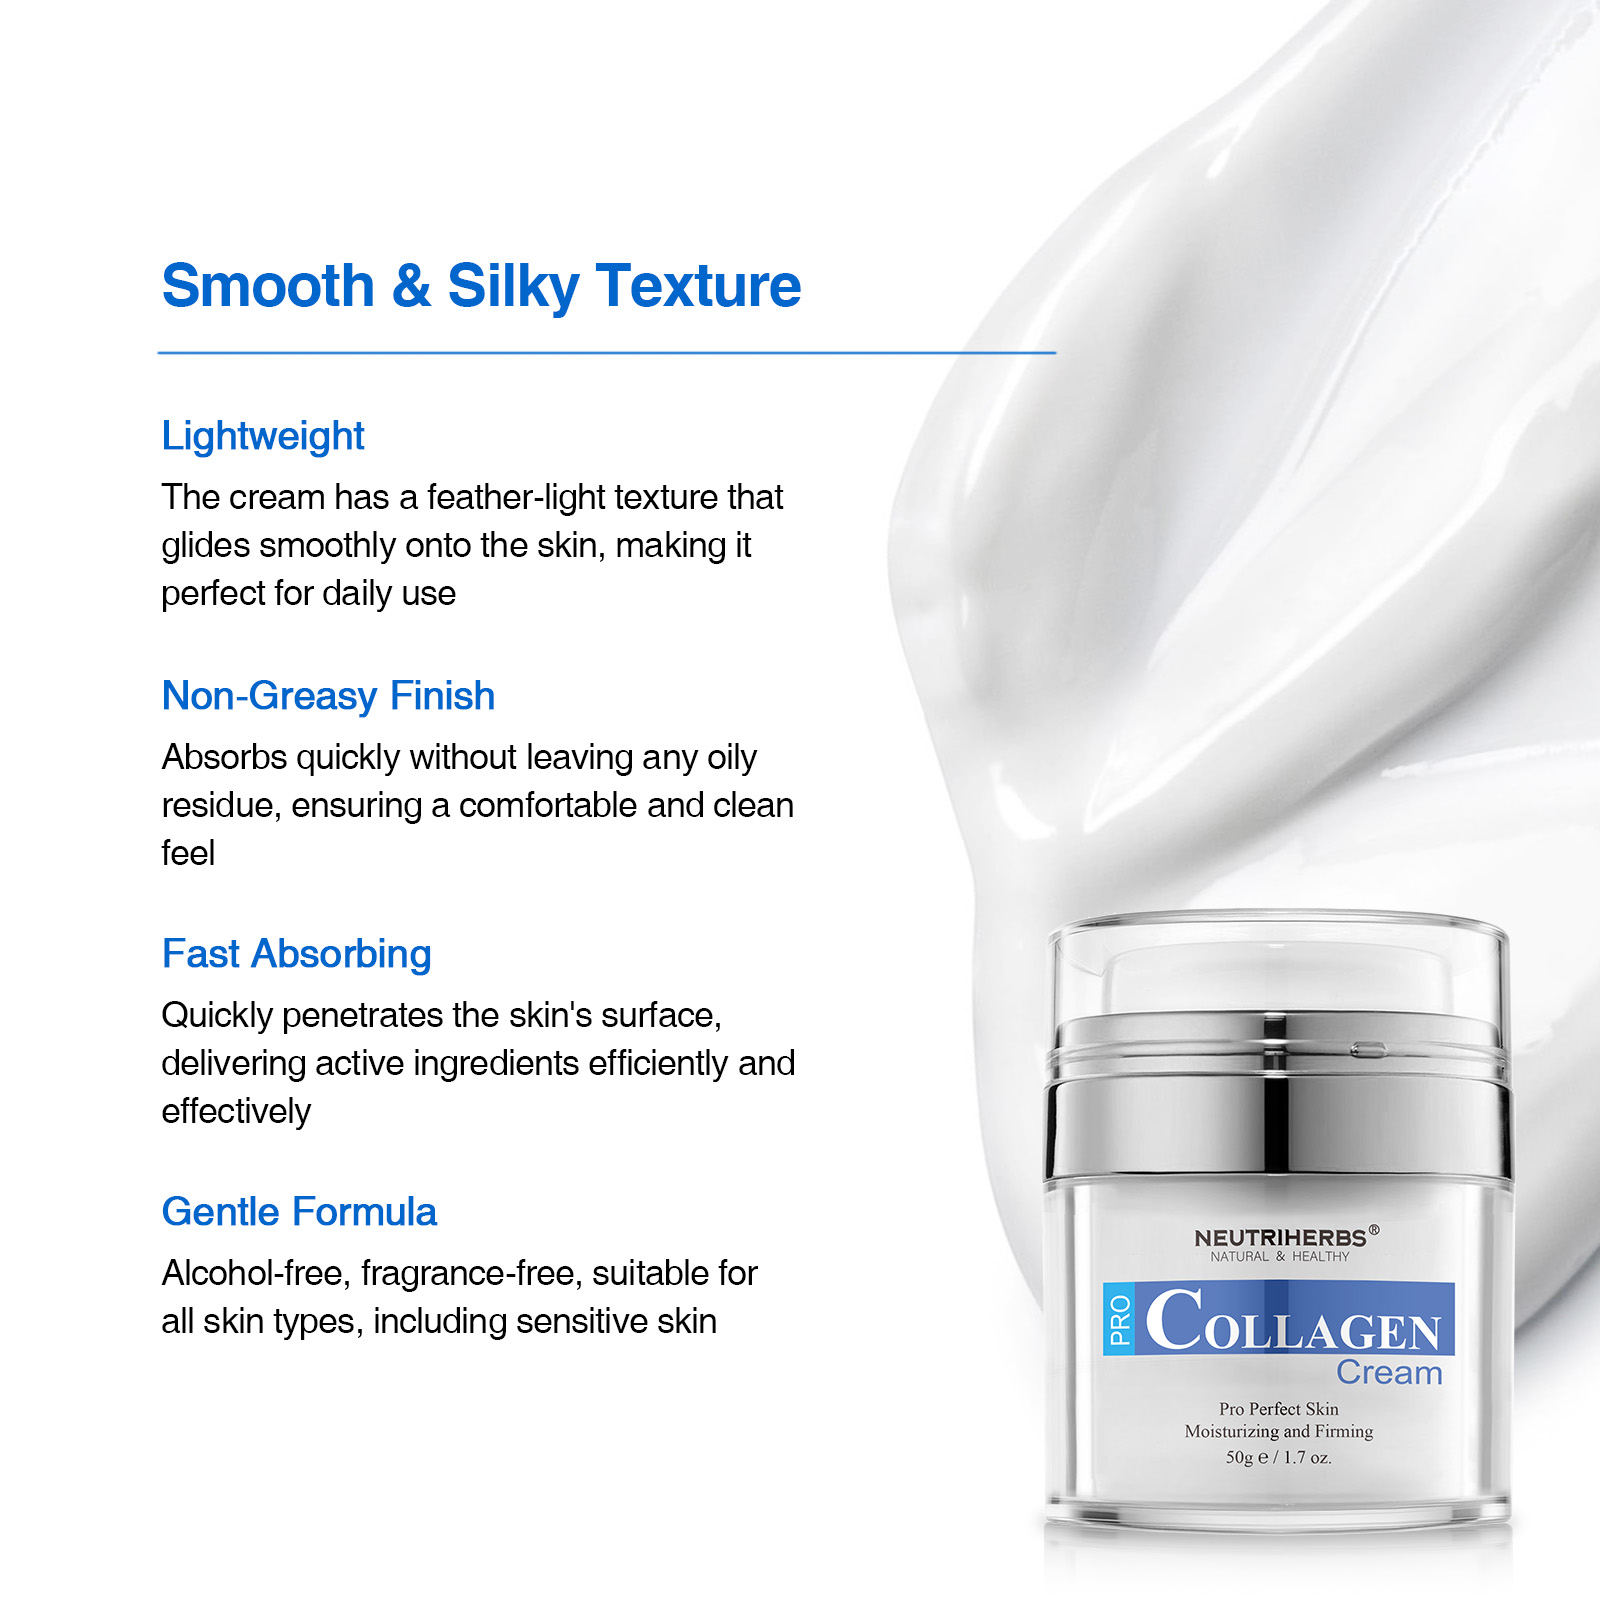 Smooth & Silky Texture
Lightweight
The cream has a feather-light texture that
glides smoothly onto the skin, making it
perfect for daily use
Non-Greasy Finish
Absorbs quickly without leaving any oily
residue, ensuring a comfortable and clean
feel
Fast Absorbing
Quickly penetrates the skin's surface,
delivering active ingredients efficiently and
effectively
Gentle Formula
Alcohol-free, fragrance-free, suitable for
all skin types, including sensitive skin
NEUTRIHERBS®
NATURAL & HEALTHY
PRO
COLLAGEN
Cream
Pro Perfect Skin
Moisturizing and Firming
50g ℮ / 1.7 oz.